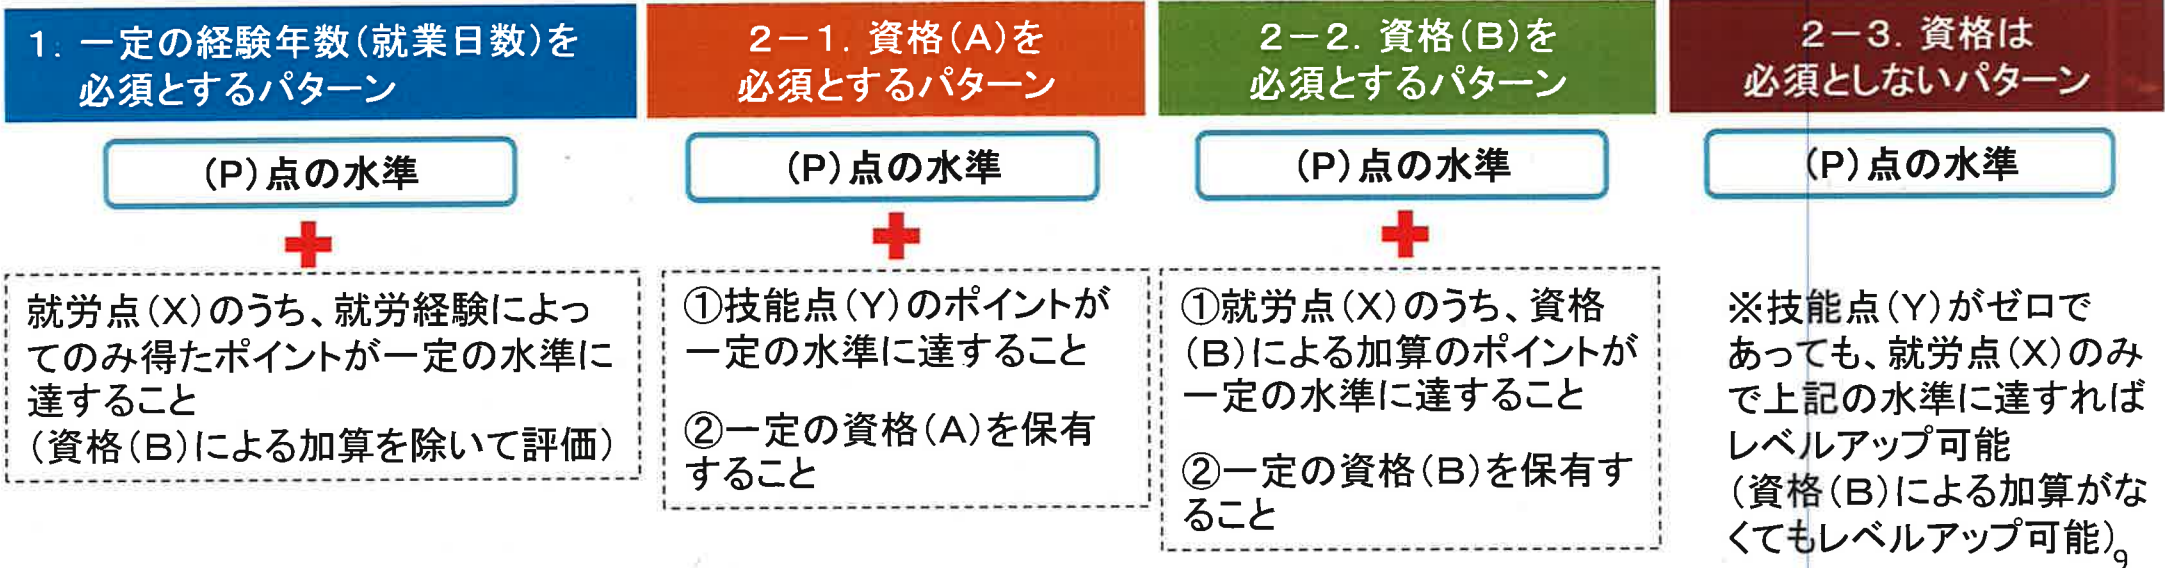 1. 一定の経験年数(就業日数)を
必須とするパターン
(P)点の水準
就労点(X)のうち、就労経験によっ
てのみ得たポイントが一定の水準に
達すること
(資格(B)による加算を除いて評価)
2-1. 資格(A)を
必須とするパターン
(P)点の水準
①技能点(Y)のポイントが
一定の水準に達すること
②一定の資格(A)を保有
すること
2-2. 資格(B)を
必須とするパターン
(P)点の水準
①就労点(X)のうち、資格
(B)による加算のポイントが
一定の水準に達すること
②一定の資格(B)を保有す
ること
2-3. 資格は
必須としないパターン
(P)点の水準
※技能点(Y)がゼロで
あっても、就労点(X)のみ
で上記の水準に達すれば
レベルアップ可能
(資格(B)による加算がな
くてもレベルアップ可能)
9